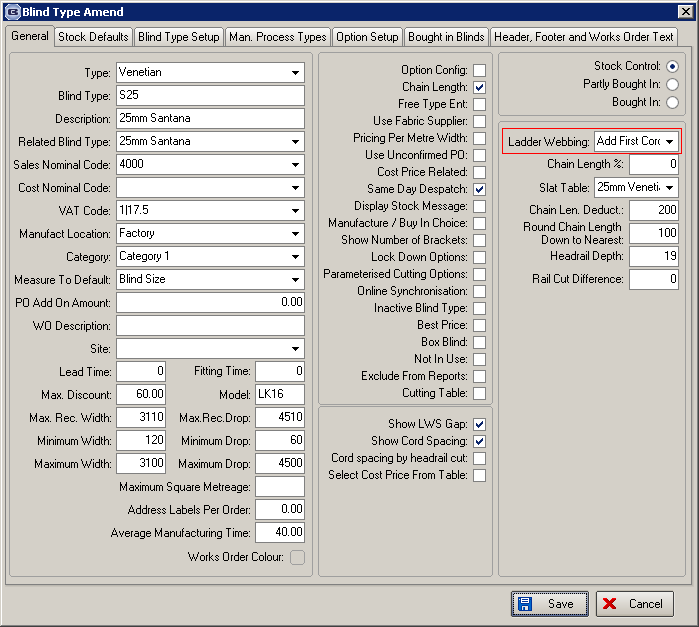 Blind Type Amend
General Stock Defaults Blind Type Setup Man. Process Types Option Setup Bought in Blinds Header, Footer and Works Order Text
Type: Venetian
Blind Type: S25
Description: 25mm Santana
Related Blind Type: 25mm Santana
Sales Nominal Code: 4000
Cost Nominal Code:
VAT Code: 1|17.5
Manufact Location: Factory
Category: Category 1
Measure To Default: Blind Size
PO Add On Amount: 0.00
WO Description:
Site:
Lead Time: 0 Fitting Time: 0
Max. Discount: 60.00 Model: LK16
Max. Rec. Width: 3110 Max.Rec.Drop: 4510
Minimum Width: 120 Minimum Drop: 60
Maximum Width: 3100 Maximum Drop: 4500
Maximum Square Metreage:
Address Labels Per Order: 0.00
Average Manufacturing Time: 40.00
Works Order Colour:
Option Config:
Chain Length:
Free Type Ent:
Use Fabric Supplier:
Pricing Per Metre Width:
Use Unconfirmed PO:
Cost Price Related:
Same Day Despatch:
Display Stock Message:
Manufacture / Buy In Choice:
Show Number of Brackets:
Lock Down Options:
Parameterised Cutting Options:
Online Synchronisation:
Inactive Blind Type:
Best Price:
Box Blind:
Not In Use:
Exclude From Reports:
Cutting Table:
Show LWS Gap:
Show Cord Spacing:
Cord spacing by headrail cut:
Select Cost Price From Table:
Stock Control:
Partly Bought In:
Bought In:
Ladder Webbing: Add First Corc
Chain Length %: 0
Slat Table: 25mm Veneti
Chain Len. Deduct.: 200
Round Chain Length
Down to Nearest: 100
Headrail Depth: 19
Rail Cut Difference: 0
Save Cancel